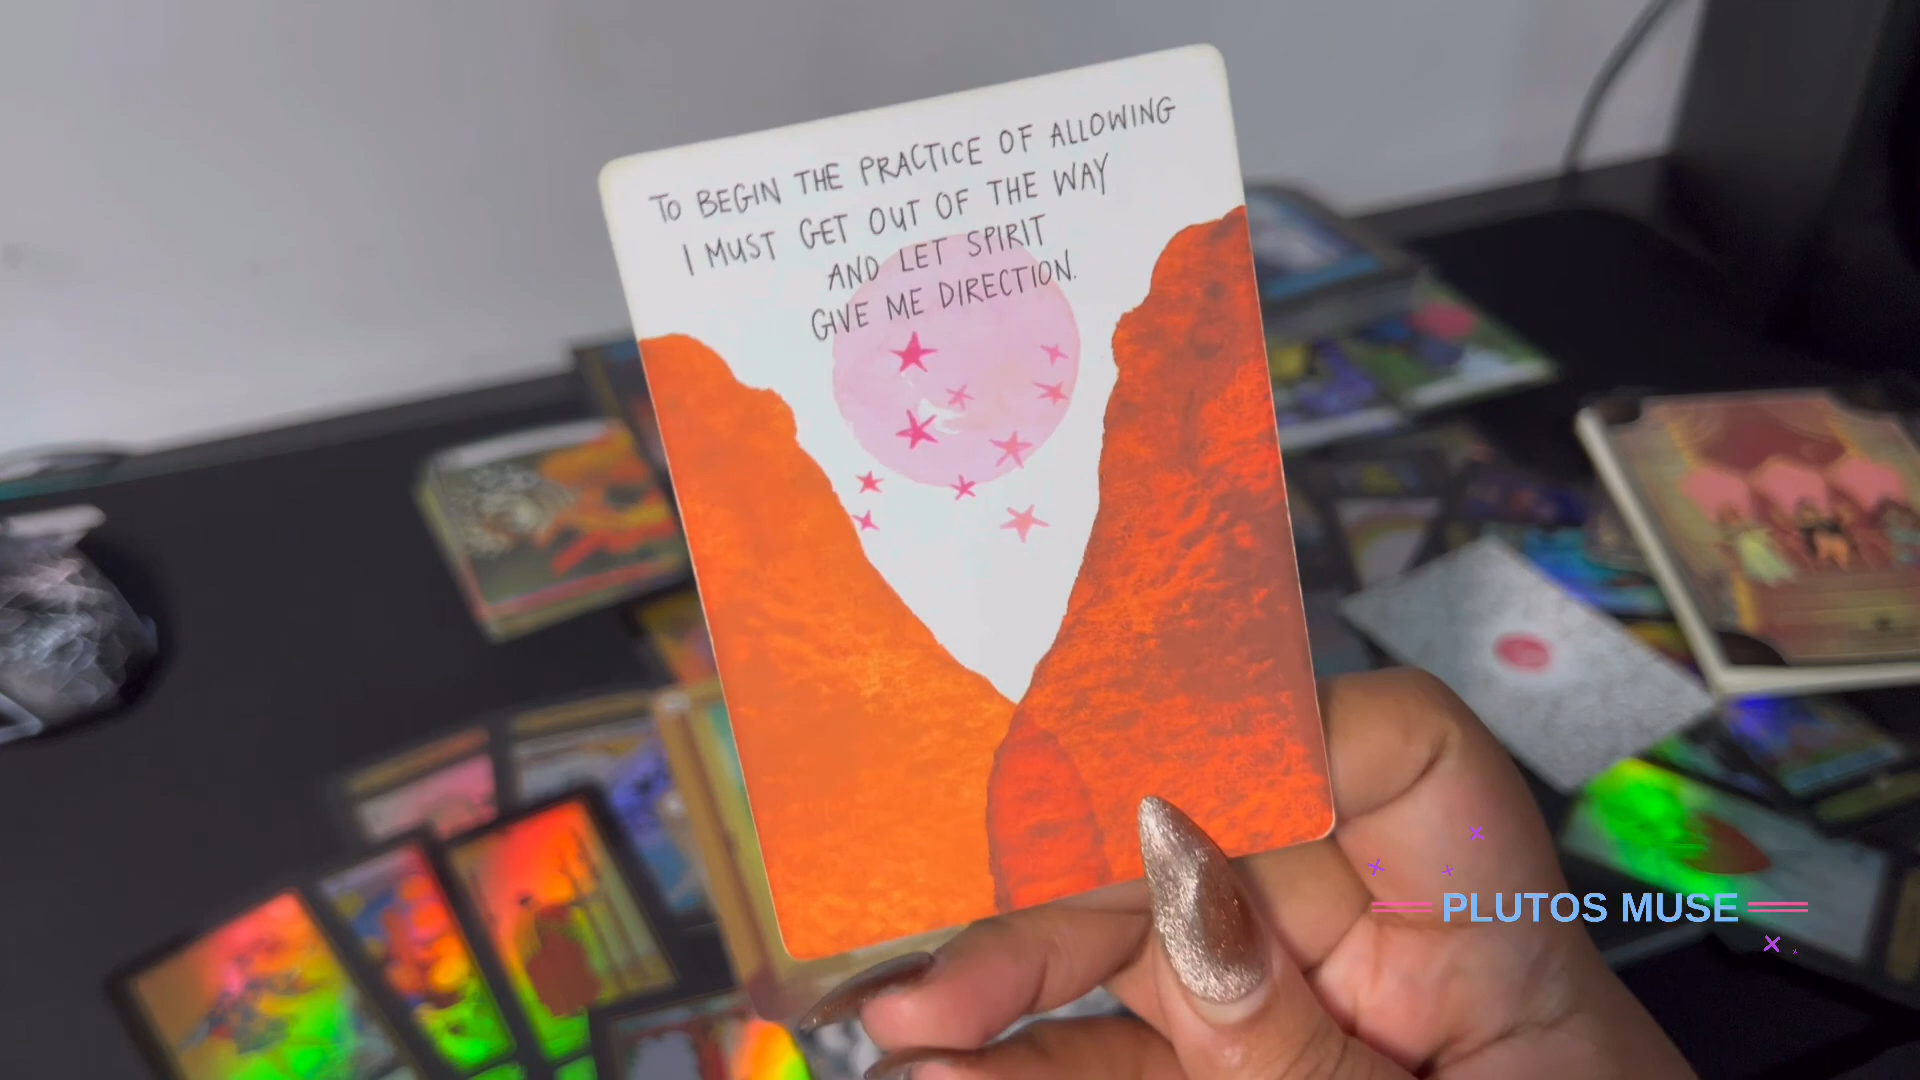 TO BEGIN THE PRACTICE OF ALLOWING
I MUST GET OUT OF THE WAY
AND LET SPIRIT
GIVE ME DIRECTION.
PLUTOS MUSE